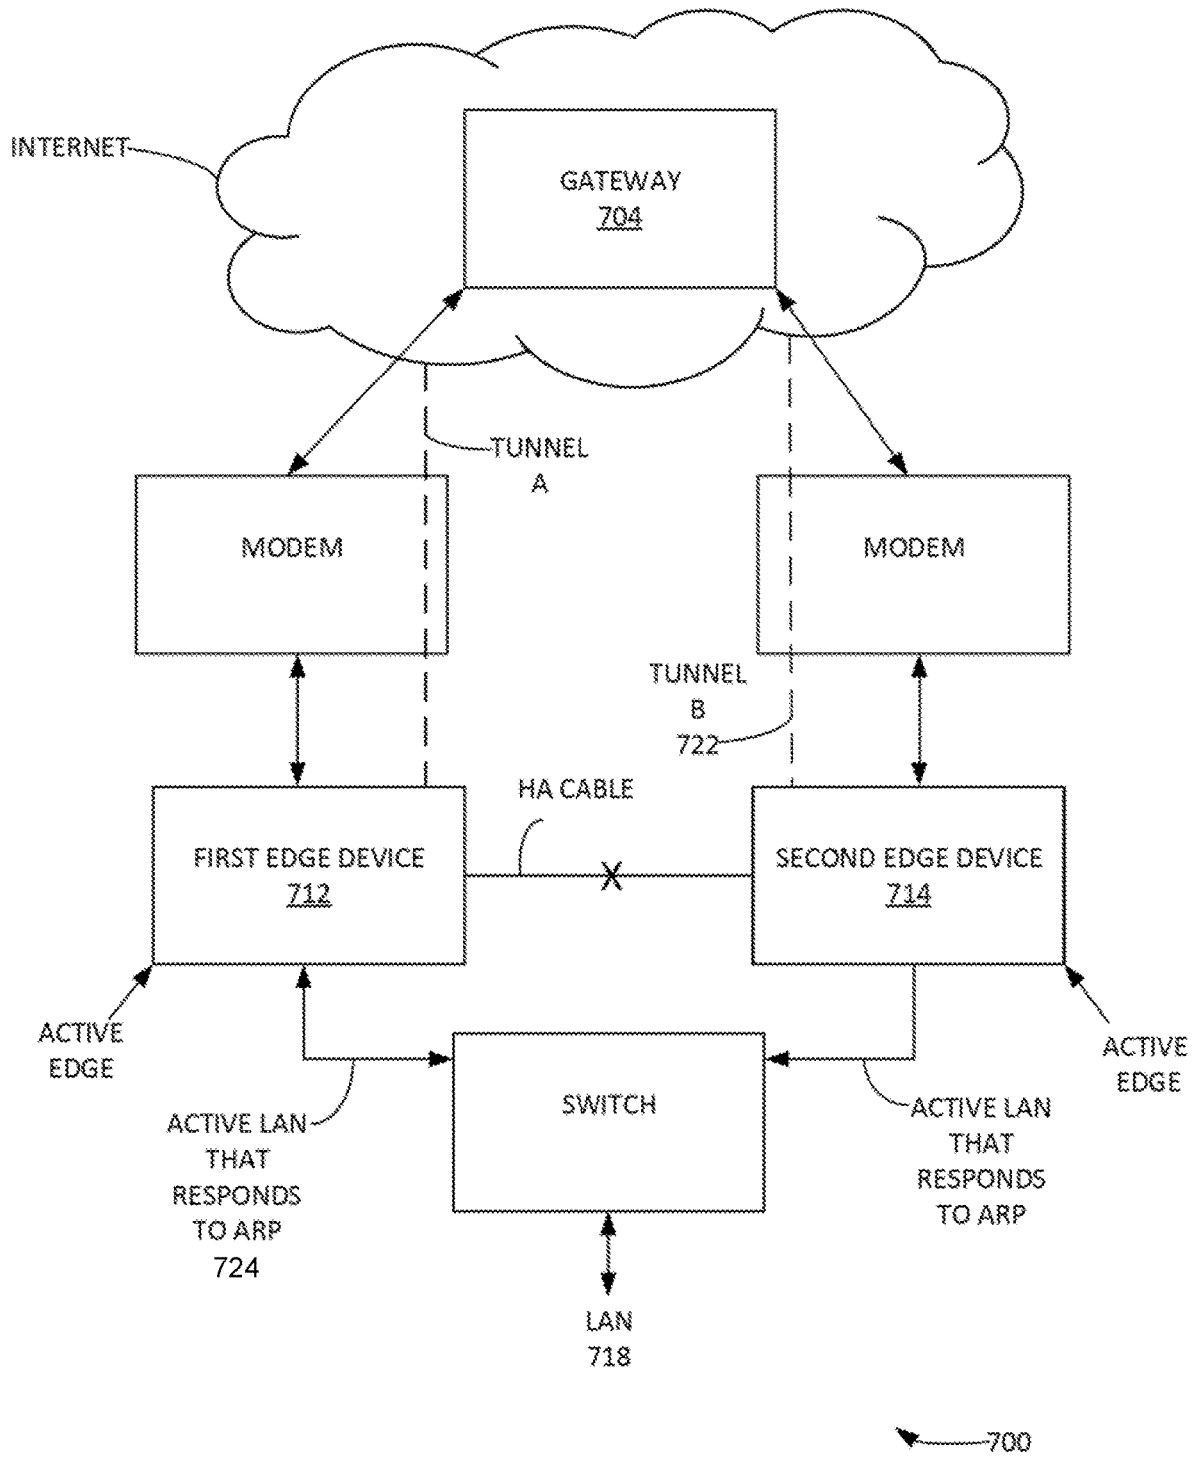 INTERNET
GATEWAY
704
TUNNEL
A
MODEM
MODEM
TUNNEL
B
722
HA CABLE
FIRST EDGE DEVICE
712
X
SECOND EDGE DEVICE
714
ACTIVE
EDGE
ACTIVE
EDGE
SWITCH
ACTIVE LAN
THAT
RESPONDS
TO ARP
724
ACTIVE LAN
THAT
RESPONDS
TO ARP
LAN
718
700